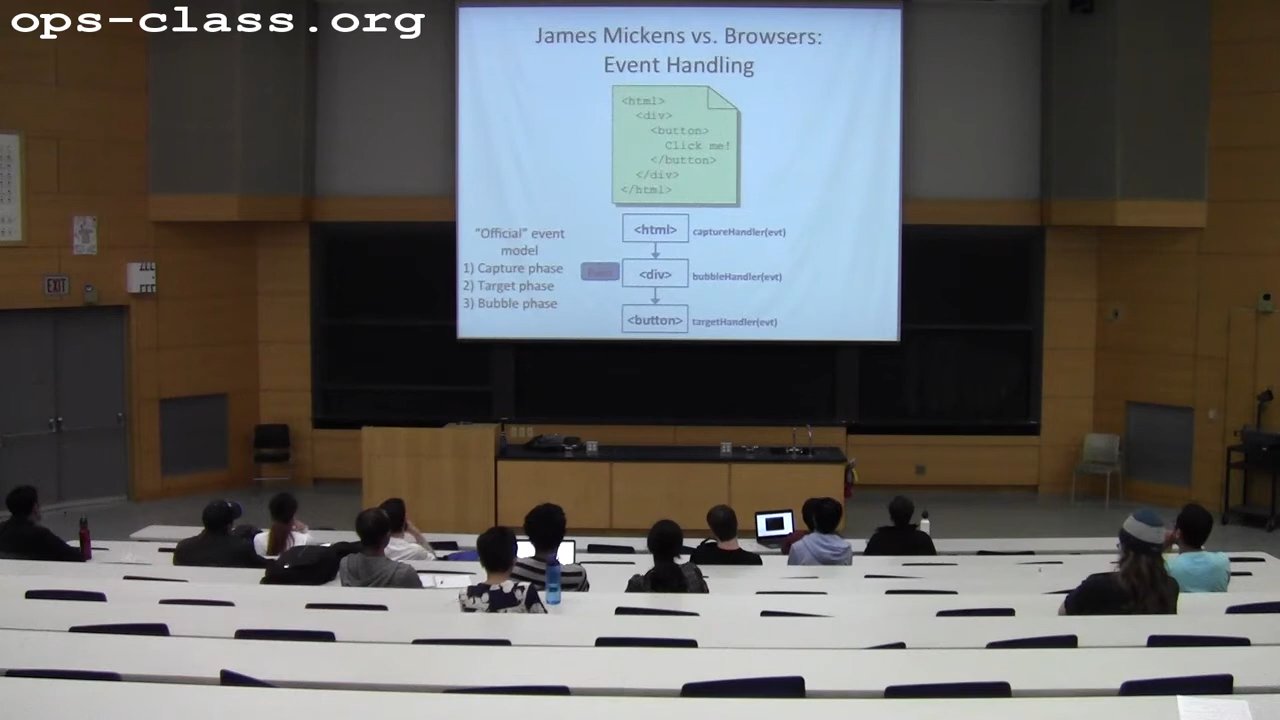 ops-class.org
James Mickens vs. Browsers:
Event Handling
<html>
<div>
<button>
Click me!
</button>
</div>
</html>
"Official" event
model
1) Capture phase
2) Target phase
3) Bubble phase
<html> captureHandler(evt)
<div> bubbleHandler(evt)
<button> targetHandler(evt)
EXIT